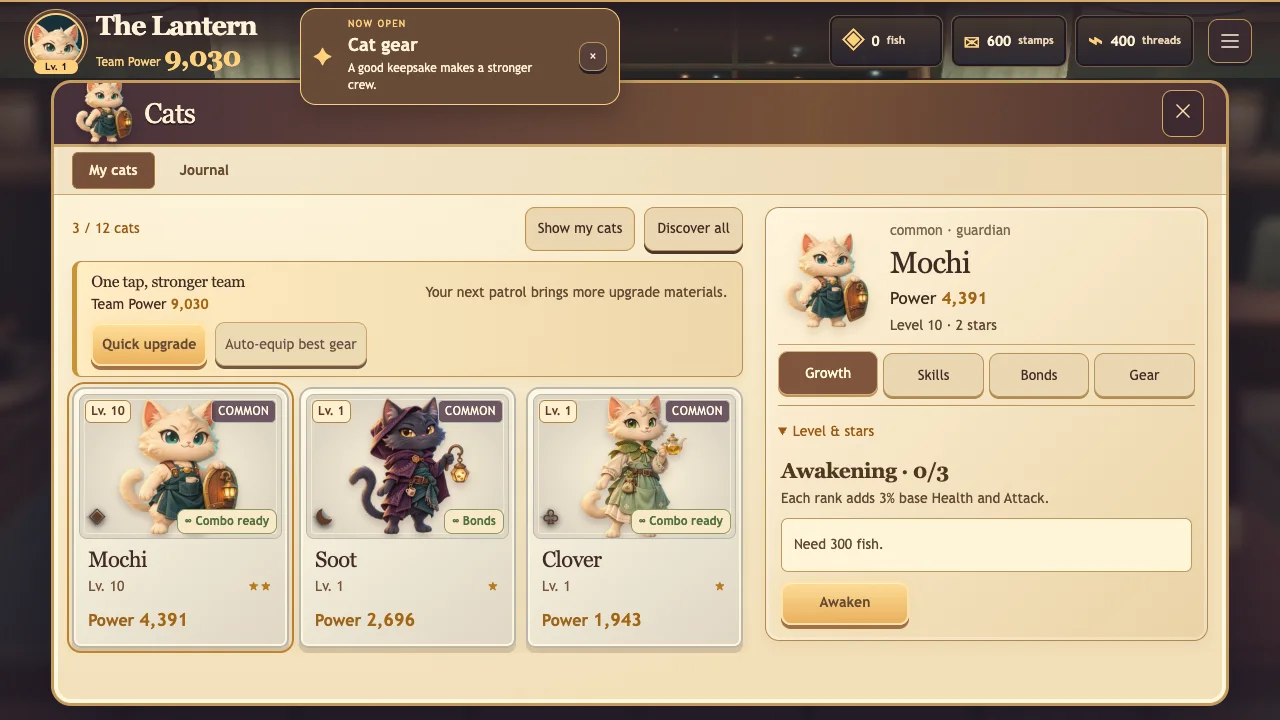 The Lantern
Team Power 9,030
Lv. 1
NOW OPEN
Cat gear
A good keepsake makes a stronger
crew.
×
0 fish
600 stamps
400 threads
Cats
My cats
Journal
3 / 12 cats
Show my cats
Discover all
One tap, stronger team
Team Power 9,030
Your next patrol brings more upgrade materials.
Quick upgrade
Auto-equip best gear
Lv. 10
COMMON
∞ Combo ready
Mochi
Lv. 10
★★
Power 4,391
Lv. 1
COMMON
∞ Bonds
Soot
Lv. 1
★
Power 2,696
Lv. 1
COMMON
∞ Combo ready
Clover
Lv. 1
★
Power 1,943
common · guardian
Mochi
Power 4,391
Level 10 · 2 stars
Growth
Skills
Bonds
Gear
▼ Level & stars
Awakening · 0/3
Each rank adds 3% base Health and Attack.
Need 300 fish.
Awaken